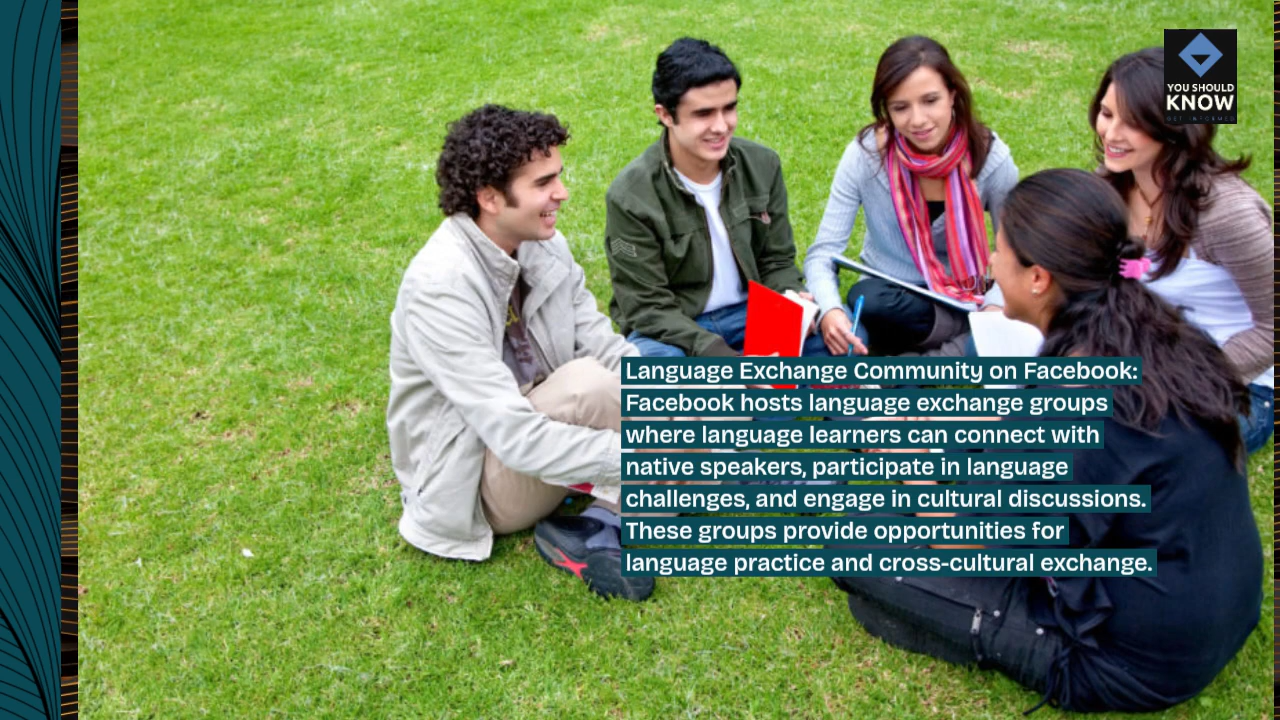 YOU SHOULD
KNOW
GET INFORMED
Language Exchange Community on Facebook:
Facebook hosts language exchange groups
where language learners can connect with
native speakers, participate in language
challenges, and engage in cultural discussions.
These groups provide opportunities for
language practice and cross-cultural exchange.